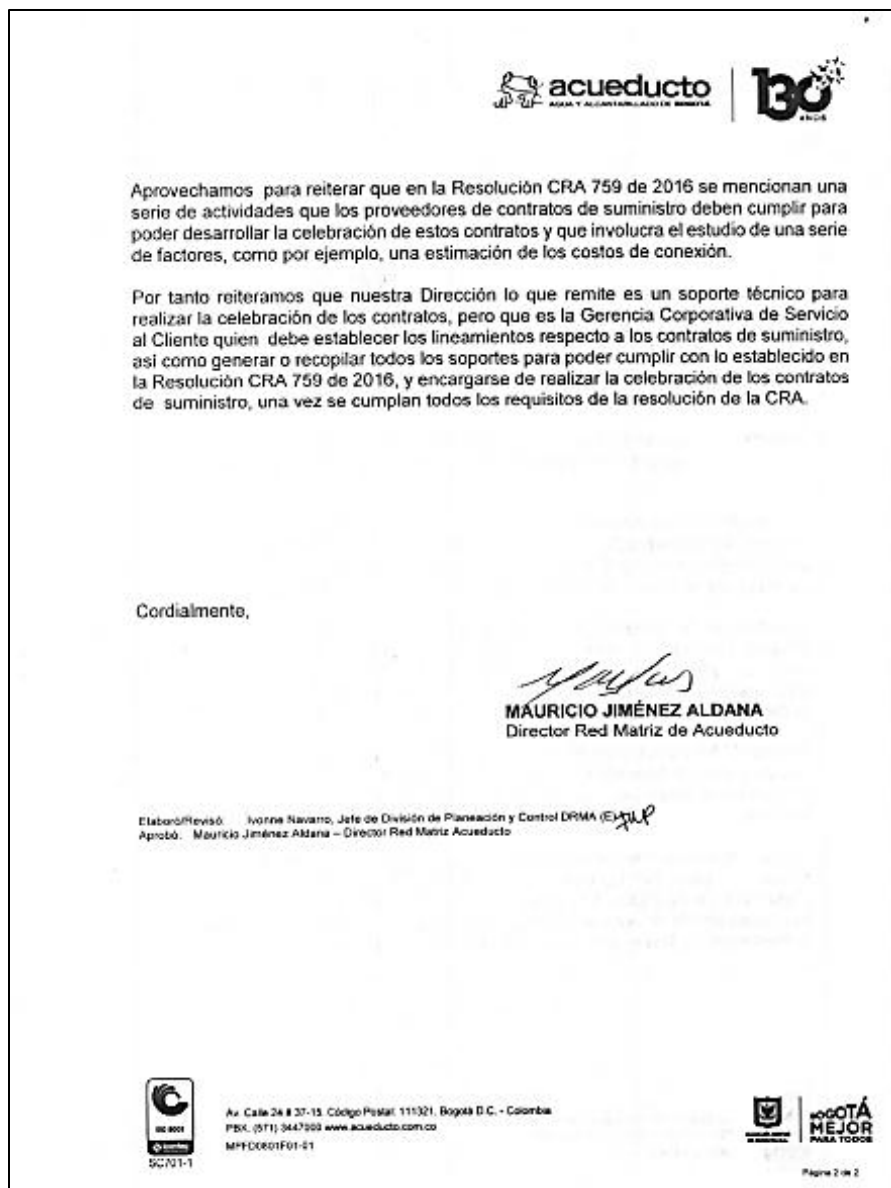 acueducto
AGUA Y ALCANTARILLADO DE BOGOTÁ
130
AÑOS
Aprovechamos para reiterar que en la Resolución CRA 759 de 2016 se mencionan una
serie de actividades que los proveedores de contratos de suministro deben cumplir para
poder desarrollar la celebración de estos contratos y que involucra el estudio de una serie
de factores, como por ejemplo, una estimación de los costos de conexión.
Por tanto reiteramos que nuestra Dirección lo que remite es un soporte técnico para
realizar la celebración de los contratos, pero que es la Gerencia Corporativa de Servicio
al Cliente quien debe establecer los lineamientos respecto a los contratos de suministro,
así como generar o recopilar todos los soportes para poder cumplir con lo establecido en
la Resolución CRA 759 de 2016, y encargarse de realizar la celebración de los contratos
de suministro, una vez se cumplan todos los requisitos de la resolución de la CRA.
Cordialmente,
MAURICIO JIMÉNEZ ALDANA
Director Red Matriz de Acueducto
Elaboró/Revisó: Ivonne Navarro, Jefe de División de Planeación y Control DRMA (E)
Aprobó: Mauricio Jiménez Aldana – Director Red Matriz Acueducto
ISO 9001
SC701-1
Av. Calle 24 # 37-15. Código Postal: 111321. Bogotá D.C. - Colombia
PBX. (571) 3447000 www.acueducto.com.co
MPFD0801F01-01
BOGOTÁ
MEJOR
PARA TODOS
Página 2 de 2